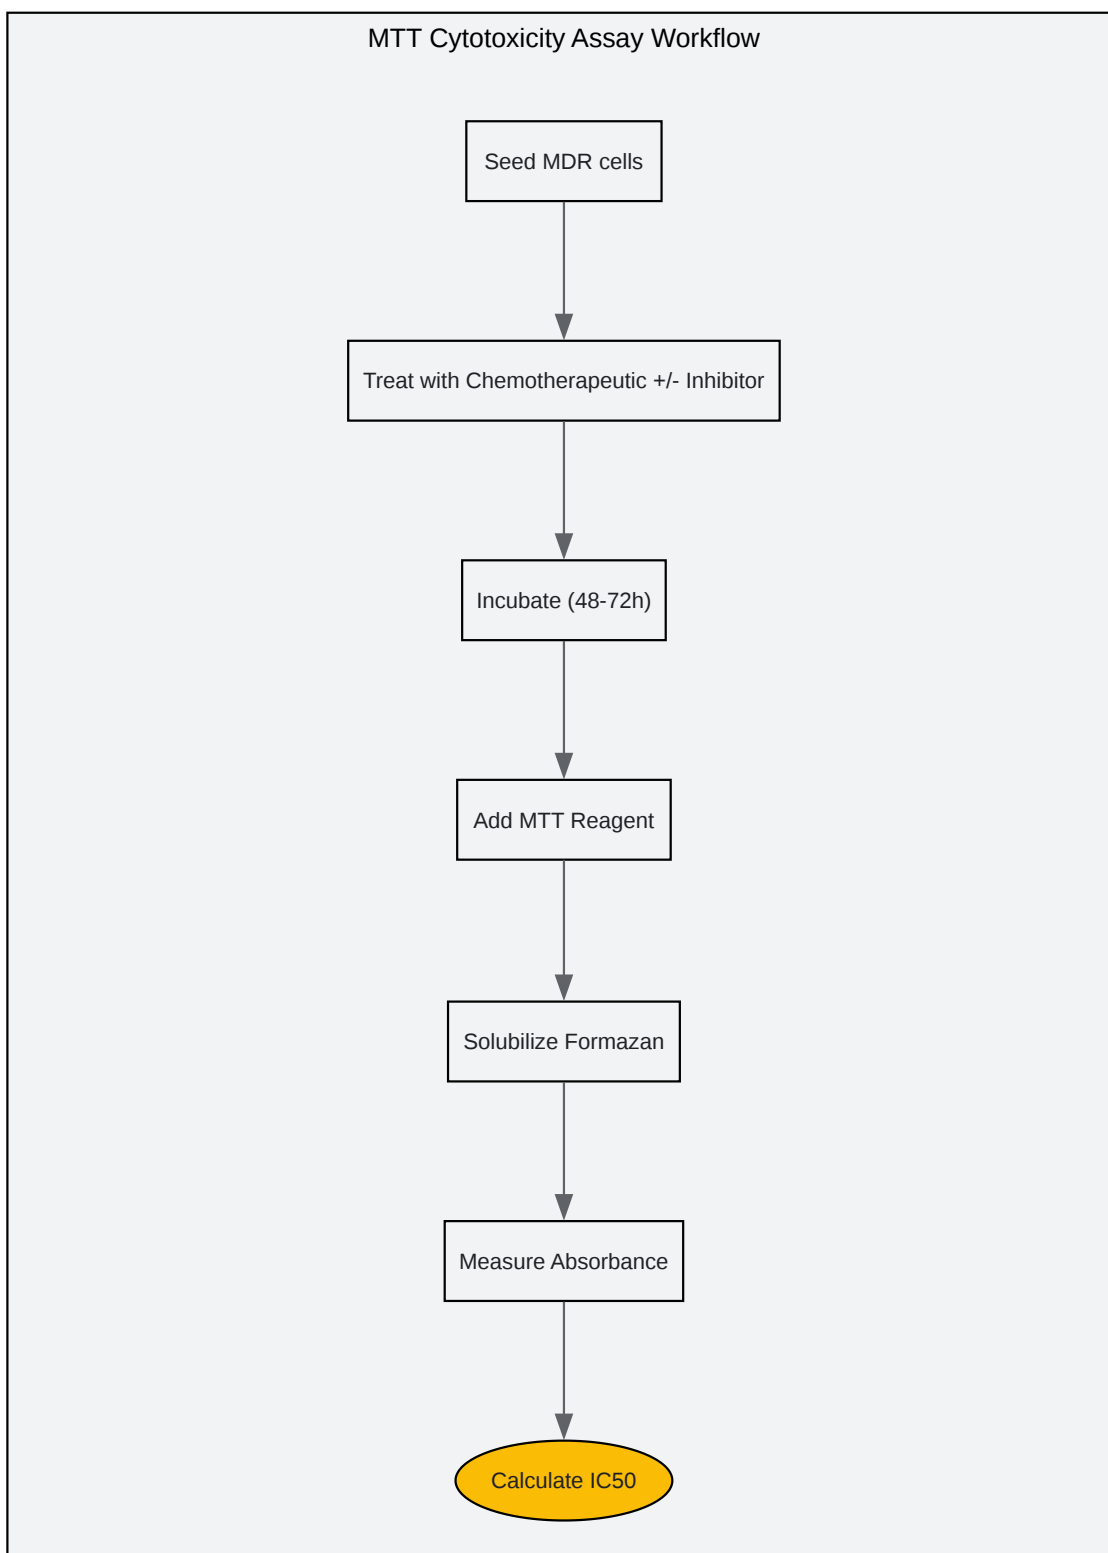 MTT Cytotoxicity Assay Workflow
Seed MDR cells
Treat with Chemotherapeutic +/- Inhibitor
Incubate (48-72h)
Add MTT Reagent
Solubilize Formazan
Measure Absorbance
Calculate IC50